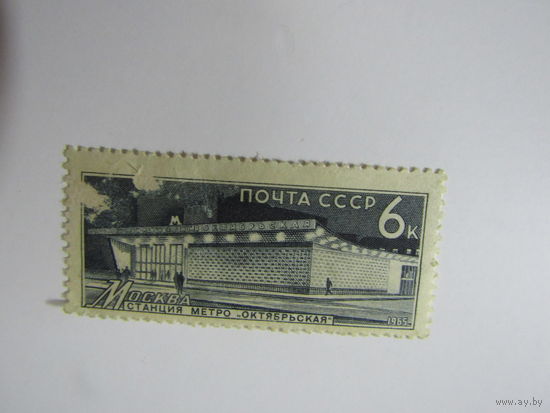 ПОЧТА СССР 6К
М
МОСКВА
СТАНЦИЯ МЕТРО „ОКТЯБРЬСКАЯ"
1965
www.ay.by